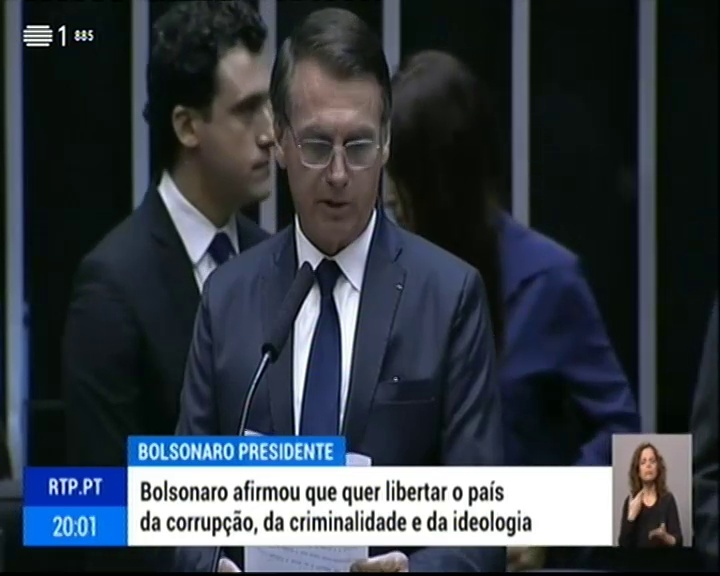 1 885
BOLSONARO PRESIDENTE
RTP.PT
20:01
Bolsonaro afirmou que quer libertar o país
da corrupção, da criminalidade e da ideologia